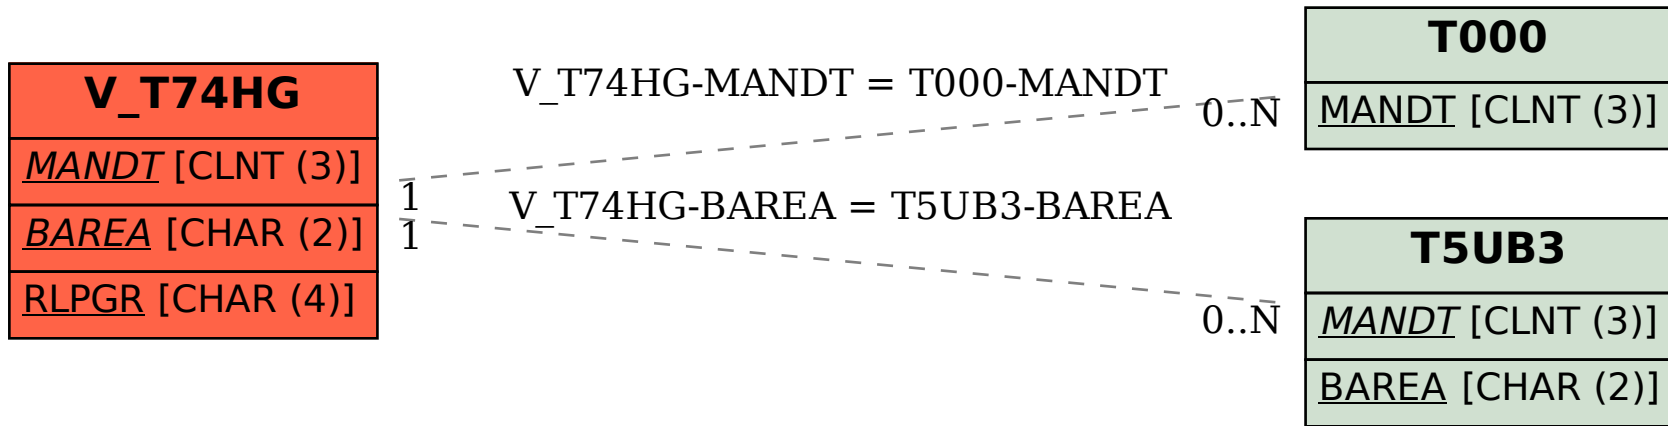 V_T74HG
MANDT [CLNT (3)]
BAREA [CHAR (2)]
RLPGR [CHAR (4)]
V_T74HG-MANDT = T000-MANDT
1
0..N
V_T74HG-BAREA = T5UB3-BAREA
1
0..N
T000
MANDT [CLNT (3)]
T5UB3
MANDT [CLNT (3)]
BAREA [CHAR (2)]